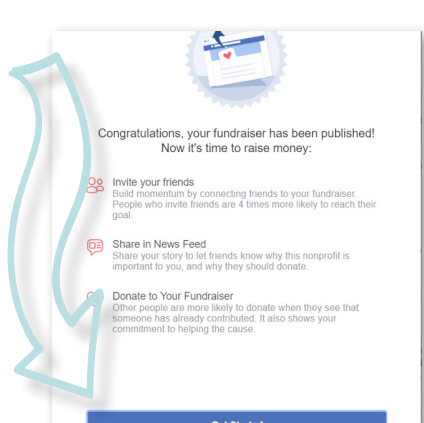 Congratulations, your fundraiser has been published!
Now it's time to raise money:
Invite your friends
Build momentum by connecting friends to your fundraiser.
People who invite friends are 4 times more likely to reach their
goal.
Share in News Feed
Share your story to let friends know why this nonprofit is
important to you, and why they should donate.
Donate to Your Fundraiser
Other people are more likely to donate when they see that
someone has already contributed. It also shows your
commitment to helping the cause.